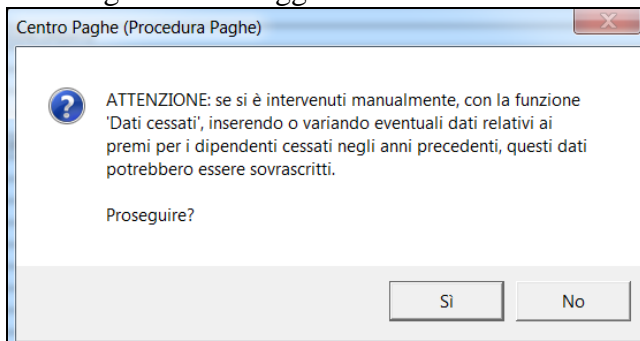 Centro Paghe (Procedura Paghe)
ATTENZIONE: se si è intervenuti manualmente, con la funzione
'Dati cessati', inserendo o variando eventuali dati relativi ai
premi per i dipendenti cessati negli anni precedenti, questi dati
potrebbero essere sovrascritti.
Proseguire?
Sì
No